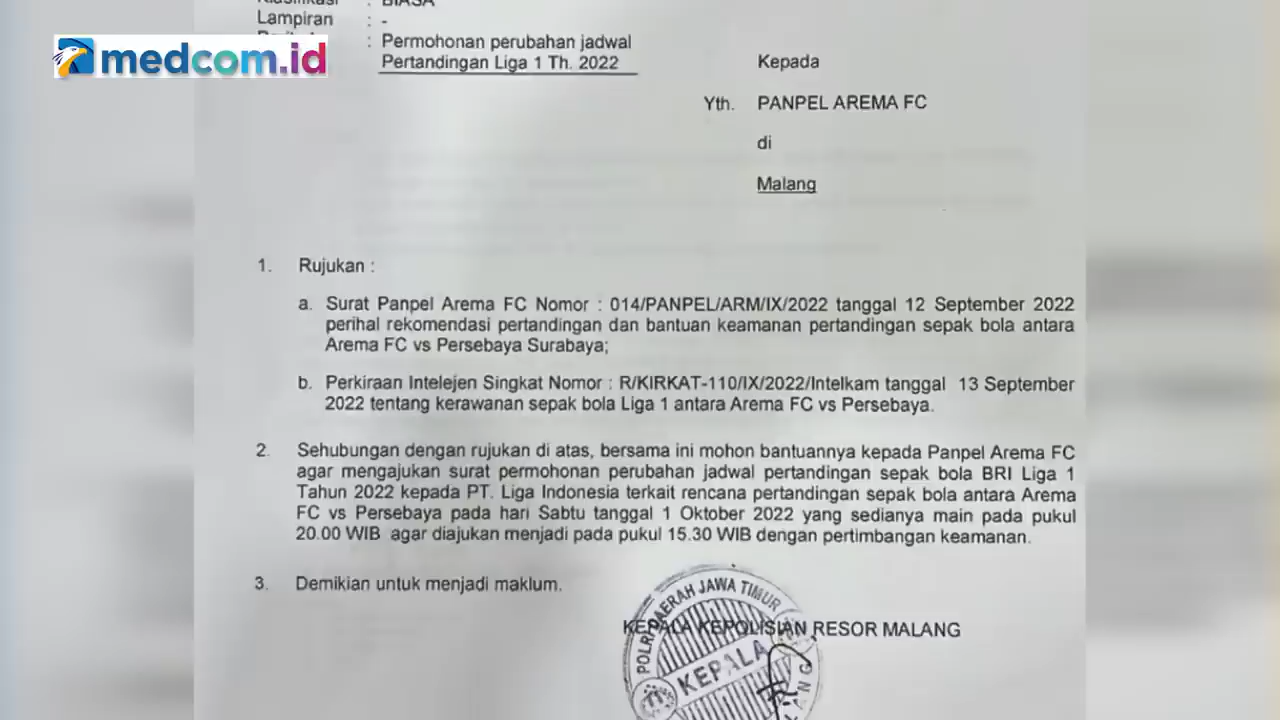 : BIASA
Lampiran : -
: Permohonan perubahan jadwal
Pertandingan Liga 1 Th. 2022
medcom.id
Kepada
Yth. PANPEL AREMA FC
di
Malang
1. Rujukan :
a. Surat Panpel Arema FC Nomor : 014/PANPEL/ARM/IX/2022 tanggal 12 September 2022
perihal rekomendasi pertandingan dan bantuan keamanan pertandingan sepak bola antara
Arema FC vs Persebaya Surabaya;
b. Perkiraan Intelejen Singkat Nomor : R/KIRKAT-110/IX/2022/Intelkam tanggal 13 September
2022 tentang kerawanan sepak bola Liga 1 antara Arema FC vs Persebaya.
2. Sehubungan dengan rujukan di atas, bersama ini mohon bantuannya kepada Panpel Arema FC
agar mengajukan surat permohonan perubahan jadwal pertandingan sepak bola BRI Liga 1
Tahun 2022 kepada PT. Liga Indonesia terkait rencana pertandingan sepak bola antara Arema
FC vs Persebaya pada hari Sabtu tanggal 1 Oktober 2022 yang sedianya main pada pukul
20.00 WIB agar diajukan menjadi pada pukul 15.30 WIB dengan pertimbangan keamanan.
3. Demikian untuk menjadi maklum.
KEPALA KEPOLISIAN RESOR MALANG
POLRI DAERAH JAWA TIMUR
KEPALA